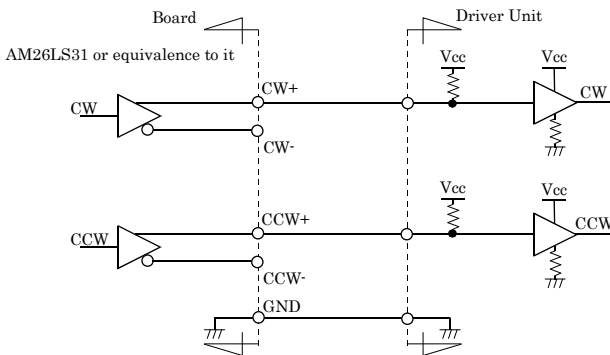 Board
Driver Unit
AM26LS31 or equivalence to it
Vcc
Vcc
CW
CW+
CW
CW-
Vcc
Vcc
CCW
CCW+
CCW
CCW-
GND